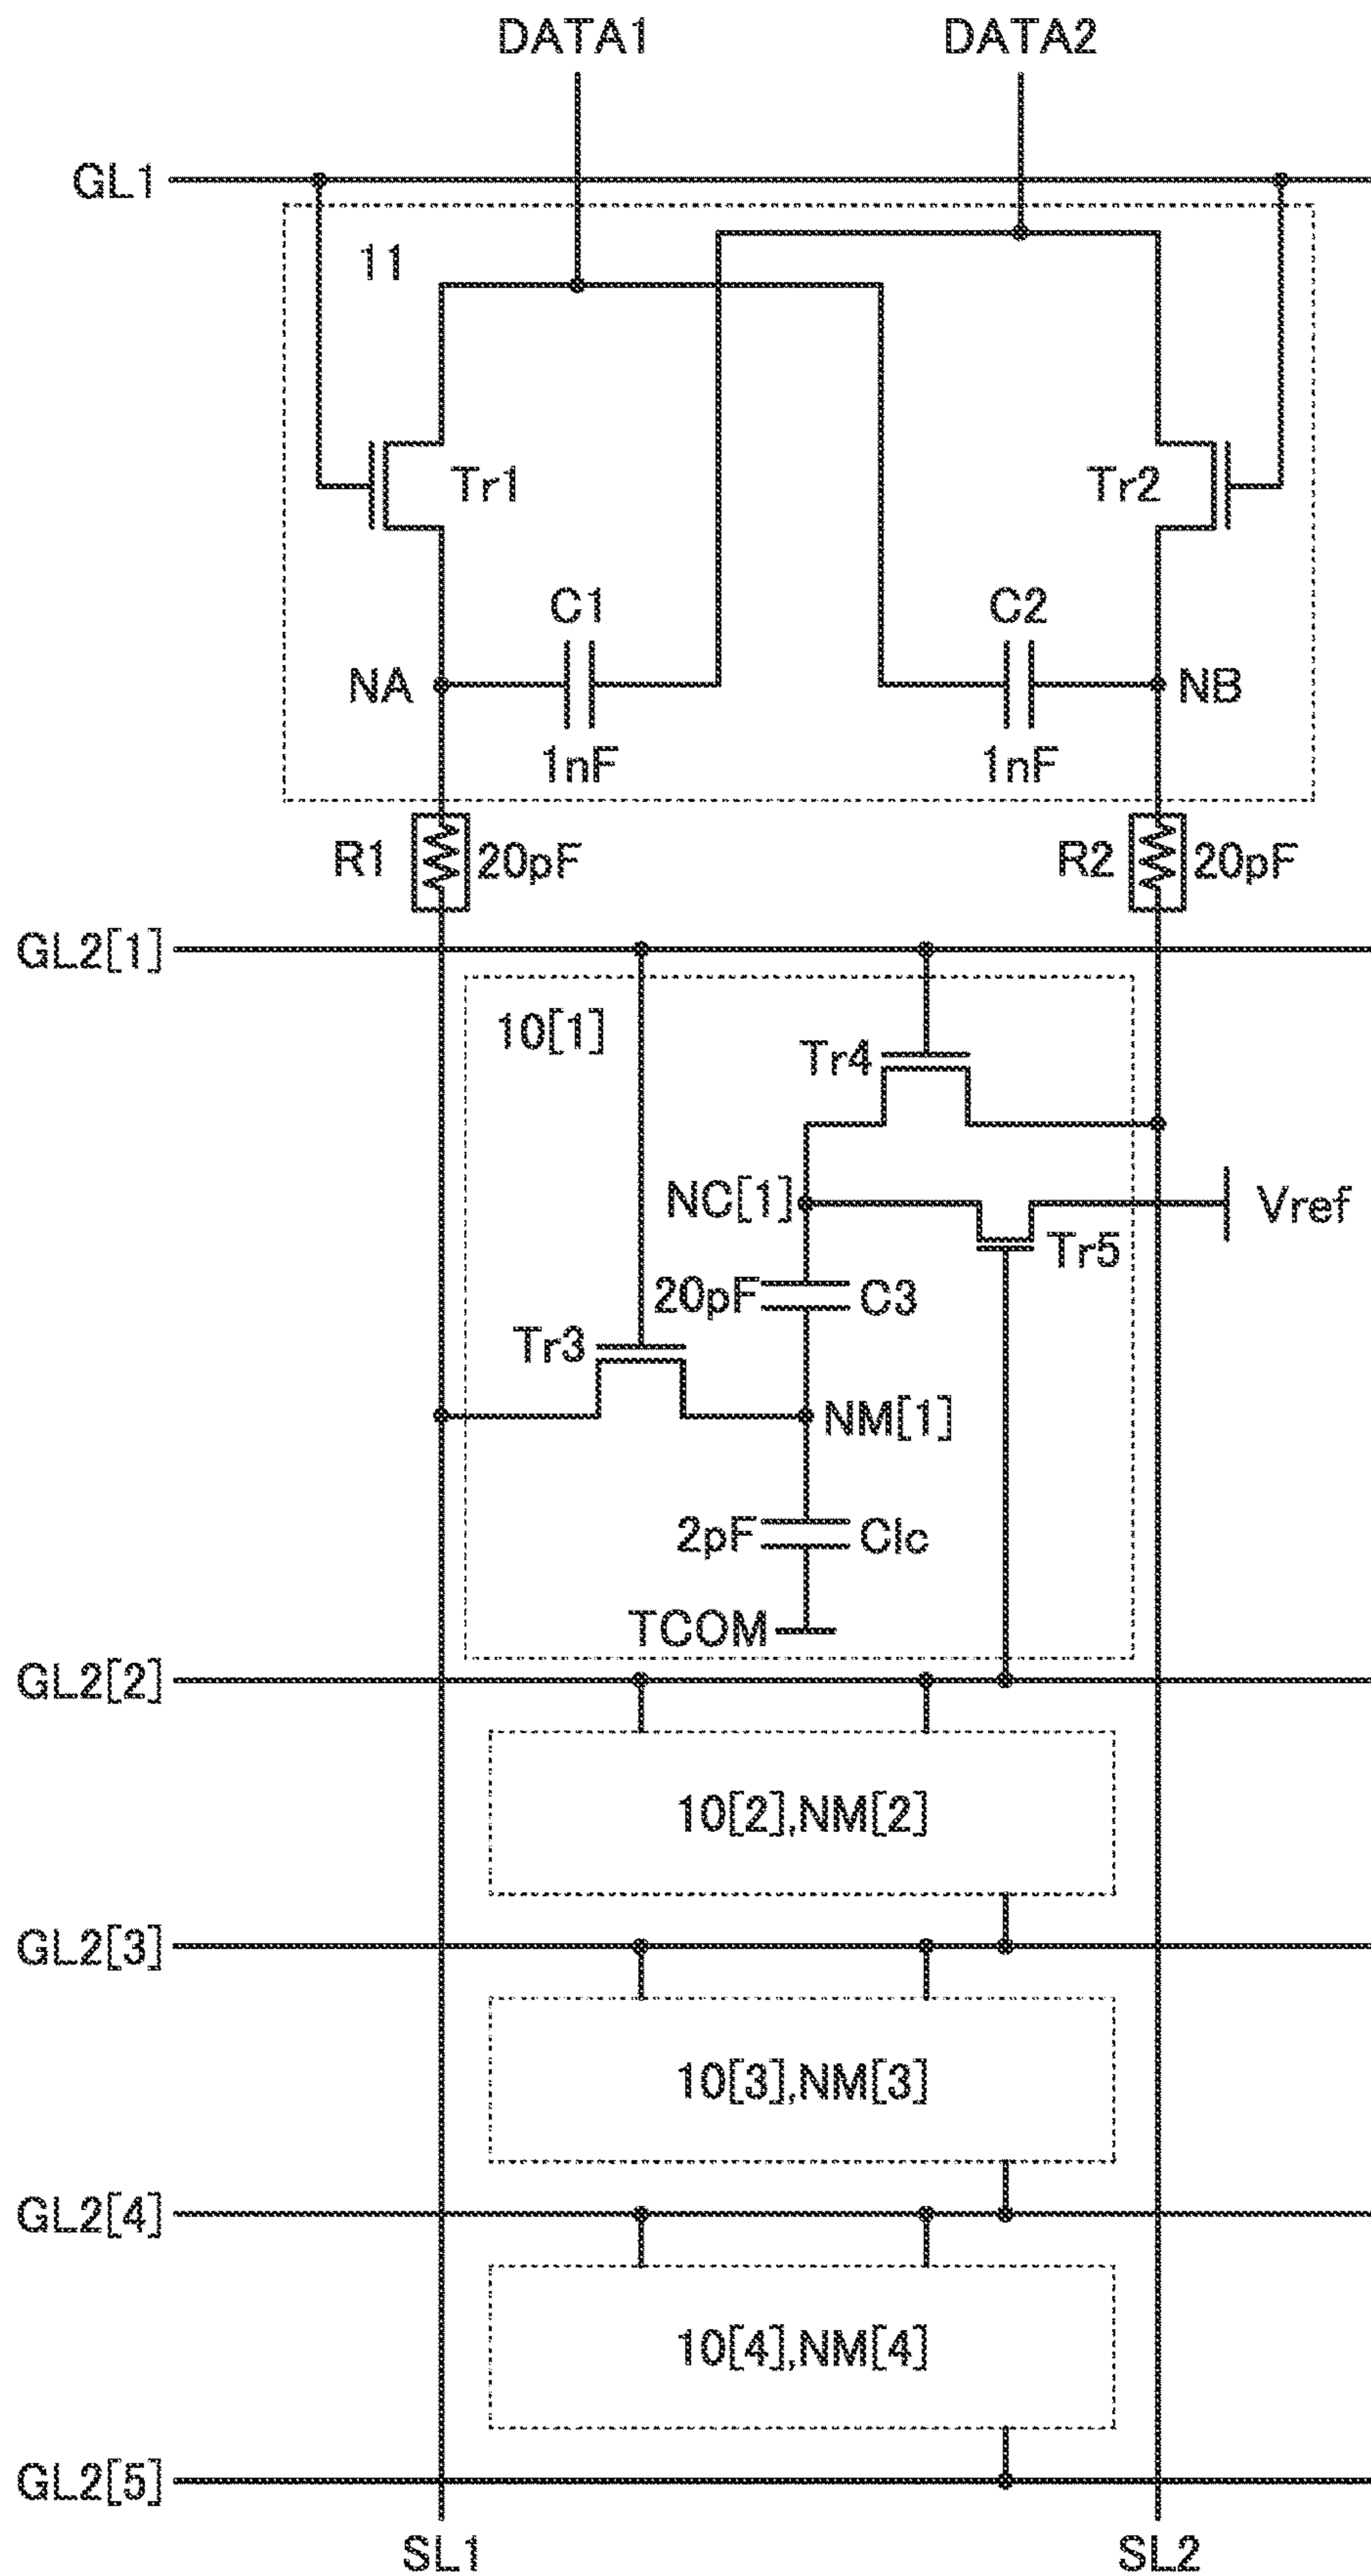 DATA1 DATA2
GL1
11
Tr1 Tr2
C1 C2
NA NB
1nF 1nF
R1 20pF R2 20pF
GL2[1]
10[1]
Tr4
NC[1] Vref
Tr5
20pF C3
Tr3
NM[1]
2pF Clc
TCOM
GL2[2]
10[2],NM[2]
GL2[3]
10[3],NM[3]
GL2[4]
10[4],NM[4]
GL2[5]
SL1 SL2